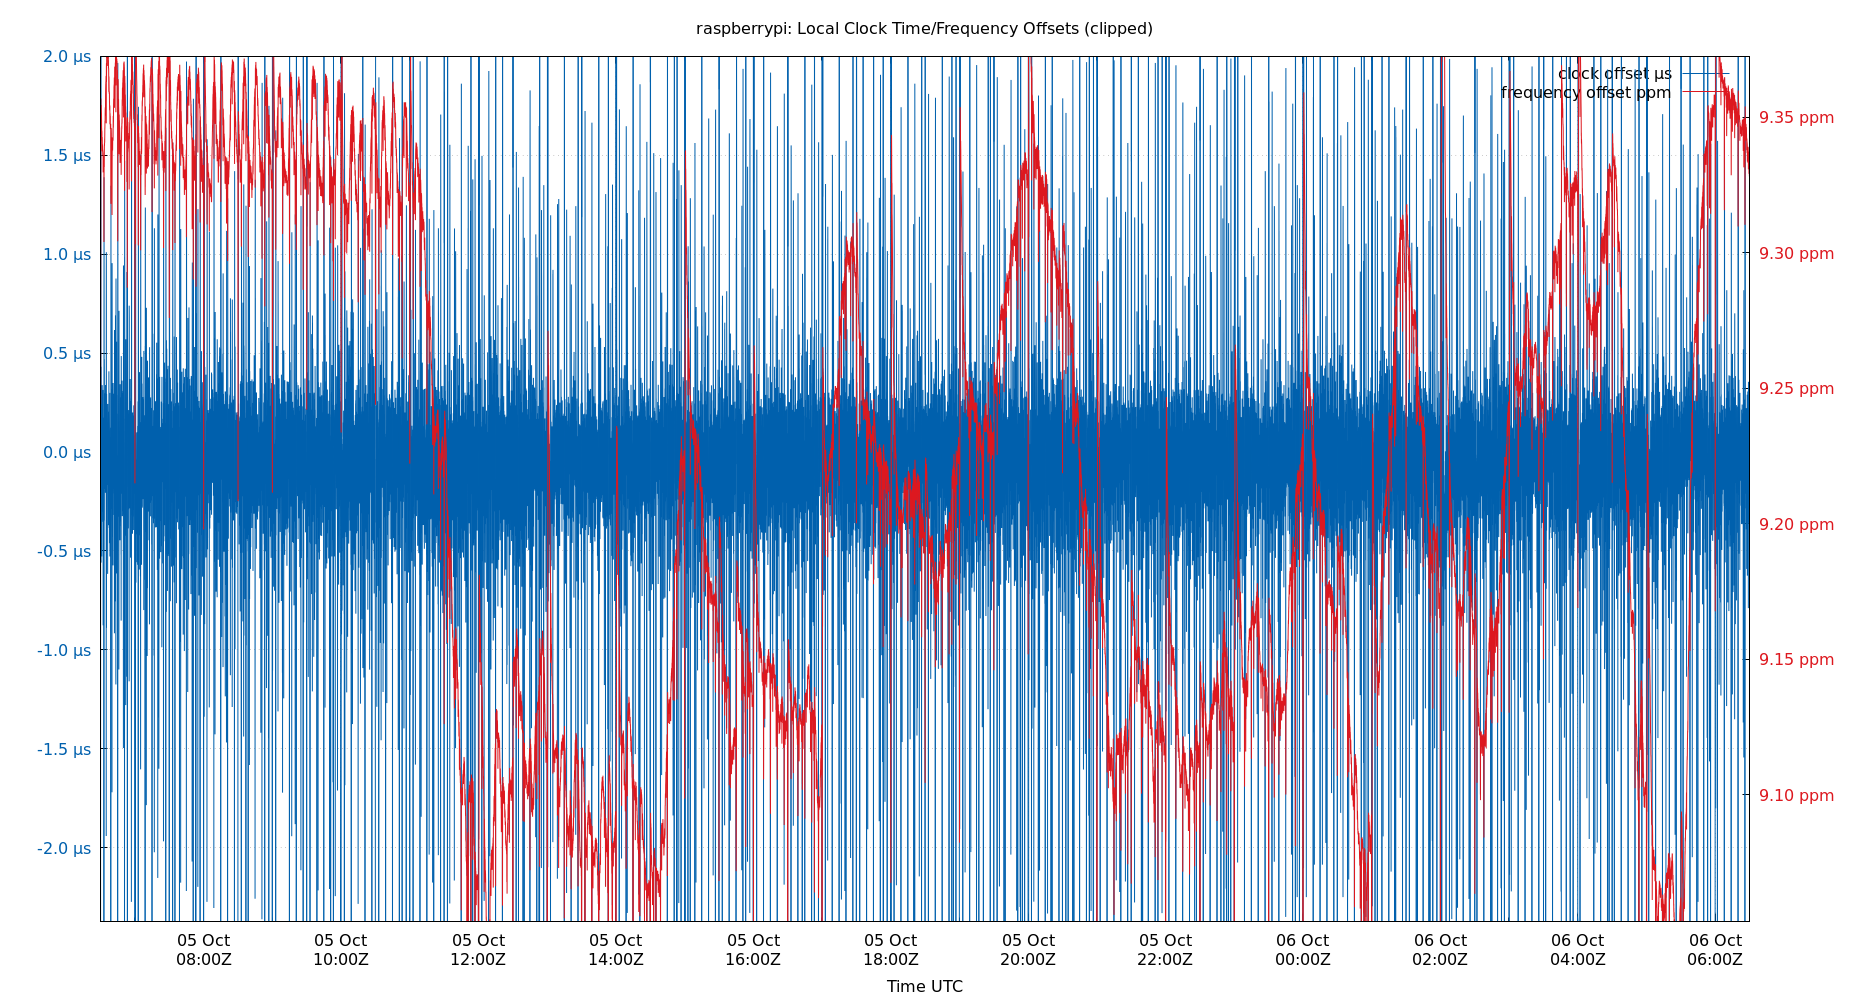 raspberrypi: Local Clock Time/Frequency Offsets (clipped)
2.0 µs
1.5 µs
1.0 µs
0.5 µs
0.0 µs
-0.5 µs
-1.0 µs
-1.5 µs
-2.0 µs
clock offset µs
frequency offset ppm
9.35 ppm
9.30 ppm
9.25 ppm
9.20 ppm
9.15 ppm
9.10 ppm
05 Oct 05 Oct 05 Oct 05 Oct 05 Oct 05 Oct 05 Oct 05 Oct 06 Oct 06 Oct 06 Oct 06 Oct
08:00Z 10:00Z 12:00Z 14:00Z 16:00Z 18:00Z 20:00Z 22:00Z 00:00Z 02:00Z 04:00Z 06:00Z
Time UTC